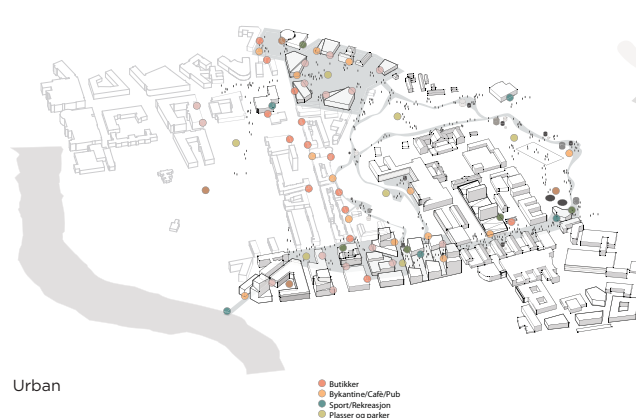 Urban
Butikker
Bykantine/Cafè/Pub
Sport/Rekreasjon
Plasser og parker